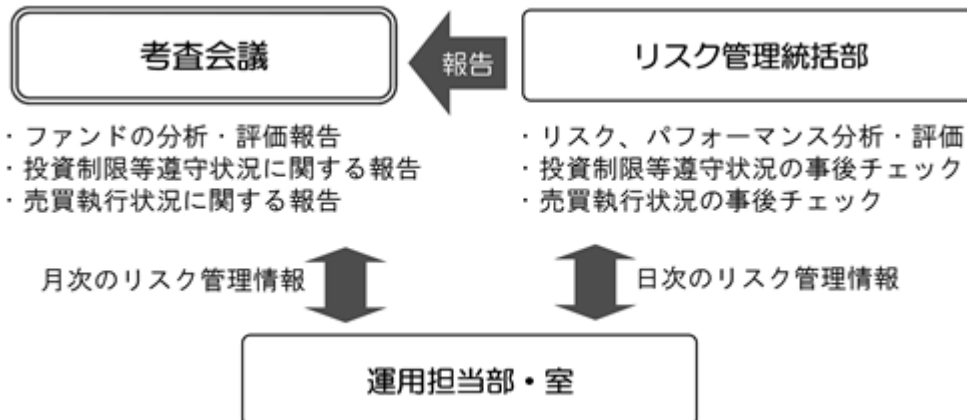 考査会議
報告
リスク管理統括部
・ファンドの分析・評価報告
・投資制限等遵守状況に関する報告
・売買執行状況に関する報告
・リスク、パフォーマンス分析・評価
・投資制限等遵守状況の事後チェック
・売買執行状況の事後チェック
月次のリスク管理情報
日次のリスク管理情報
運用担当部・室